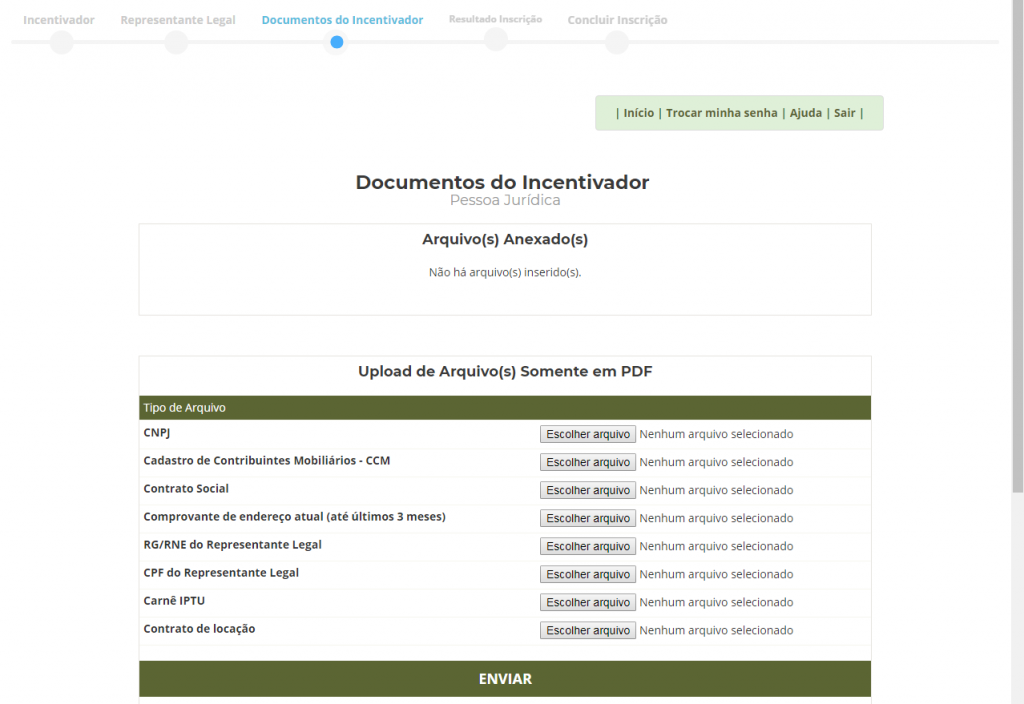 Incentivador Representante Legal Documentos do Incentivador Resultado Inscrição Concluir Inscrição
| Início | Trocar minha senha | Ajuda | Sair |
Documentos do Incentivador
Pessoa Jurídica
Arquivo(s) Anexado(s)
Não há arquivo(s) inserido(s).
Upload de Arquivo(s) Somente em PDF
Tipo de Arquivo
CNPJ Escolher arquivo Nenhum arquivo selecionado
Cadastro de Contribuintes Mobiliários - CCM Escolher arquivo Nenhum arquivo selecionado
Contrato Social Escolher arquivo Nenhum arquivo selecionado
Comprovante de endereço atual (até últimos 3 meses) Escolher arquivo Nenhum arquivo selecionado
RG/RNE do Representante Legal Escolher arquivo Nenhum arquivo selecionado
CPF do Representante Legal Escolher arquivo Nenhum arquivo selecionado
Carnê IPTU Escolher arquivo Nenhum arquivo selecionado
Contrato de locação Escolher arquivo Nenhum arquivo selecionado
ENVIAR